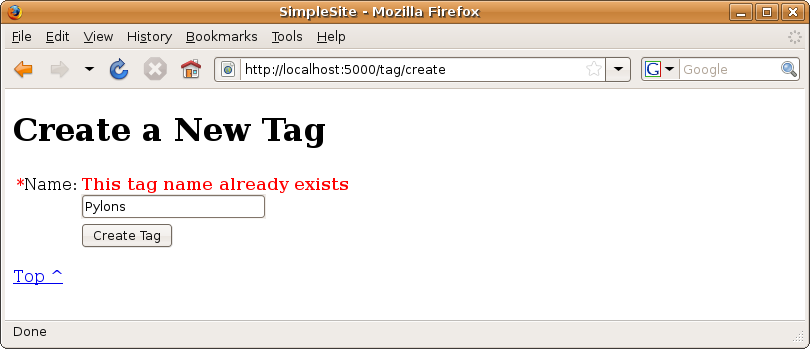 SimpleSite - Mozilla Firefox
File Edit View History Bookmarks Tools Help
http://localhost:5000/tag/create G Google
Create a New Tag
*Name: This tag name already exists
Pylons
Create Tag
Top ^
Done